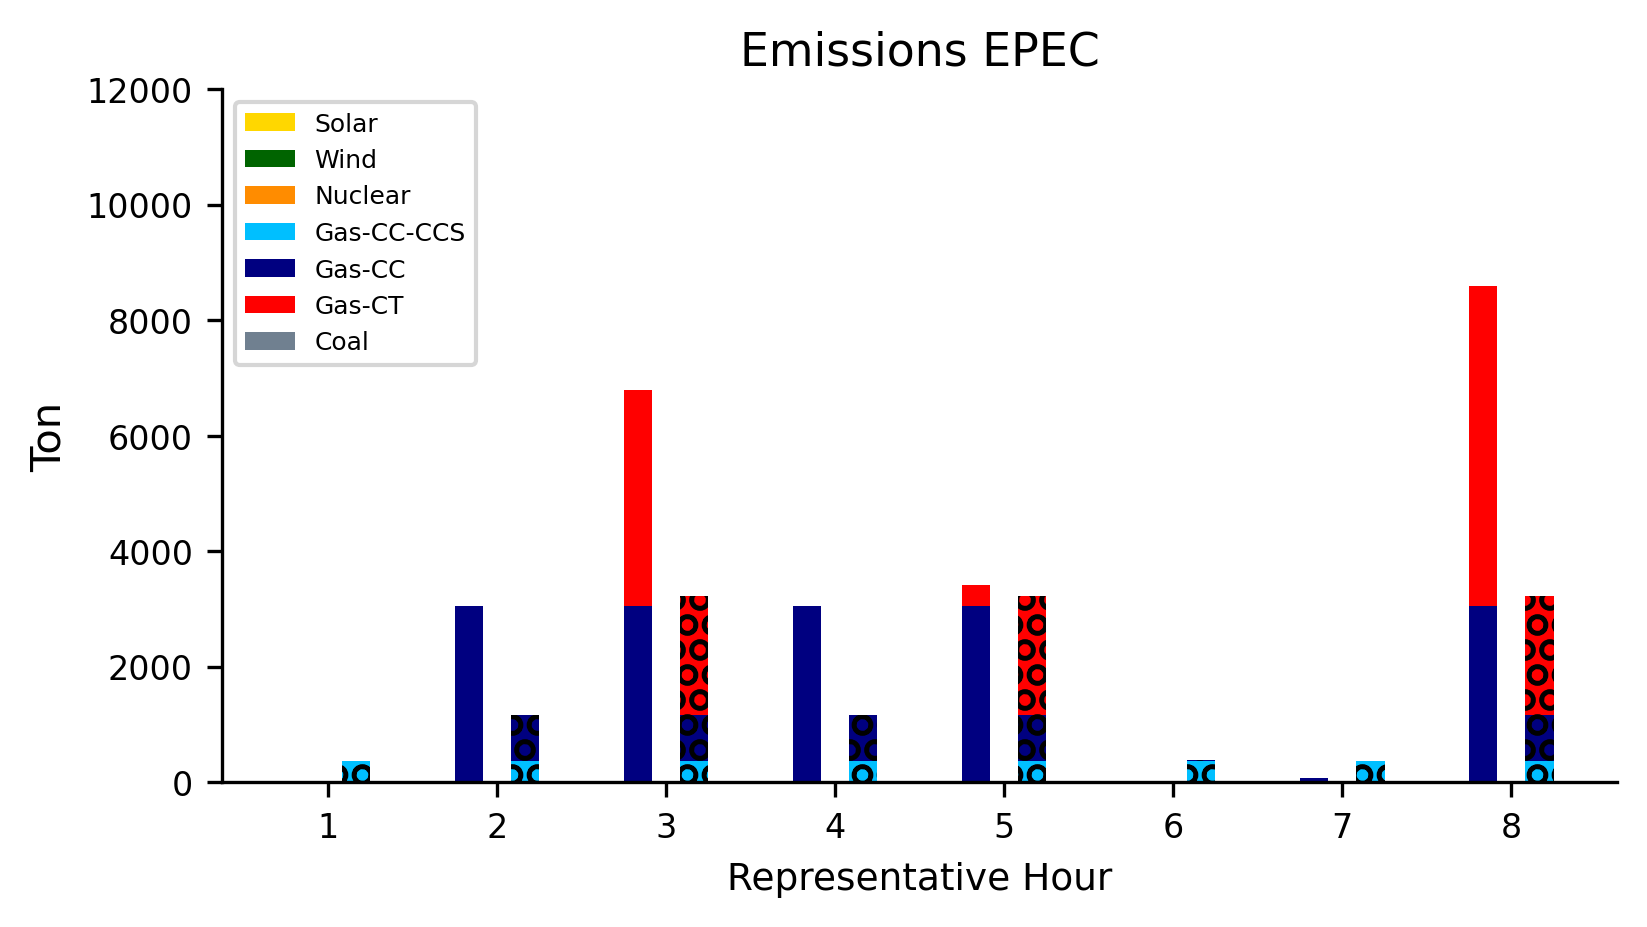 Emissions EPEC
12000
10000
8000
6000
4000
2000
0
Ton
Solar
Wind
Nuclear
Gas-CC-CCS
Gas-CC
Gas-CT
Coal
1 2 3 4 5 6 7 8
Representative Hour